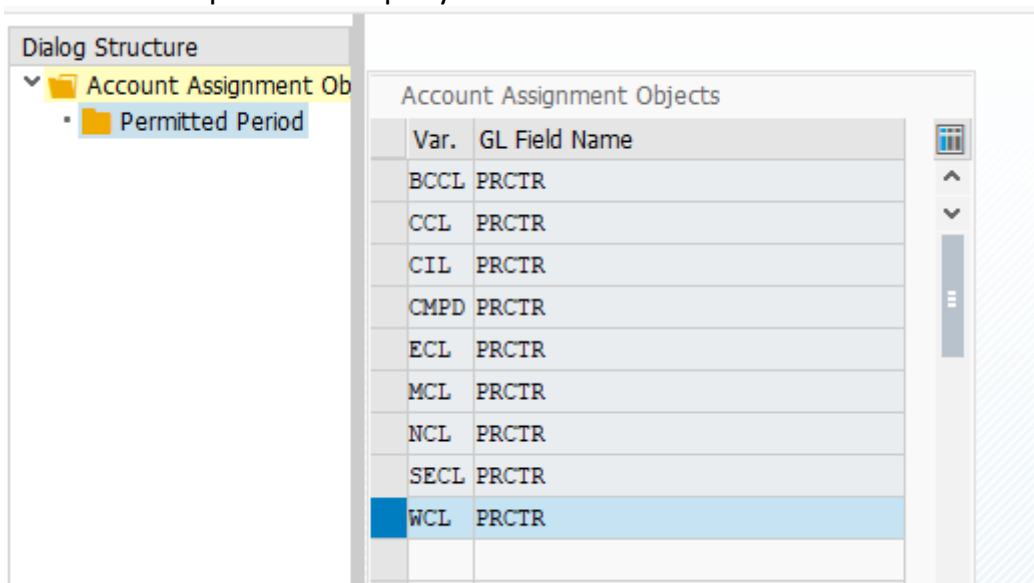 Dialog Structure
Account Assignment Ob
Permitted Period
Account Assignment Objects
Var. GL Field Name
BCCL PRCTR
CCL PRCTR
CIL PRCTR
CMPD PRCTR
ECL PRCTR
MCL PRCTR
NCL PRCTR
SECL PRCTR
WCL PRCTR